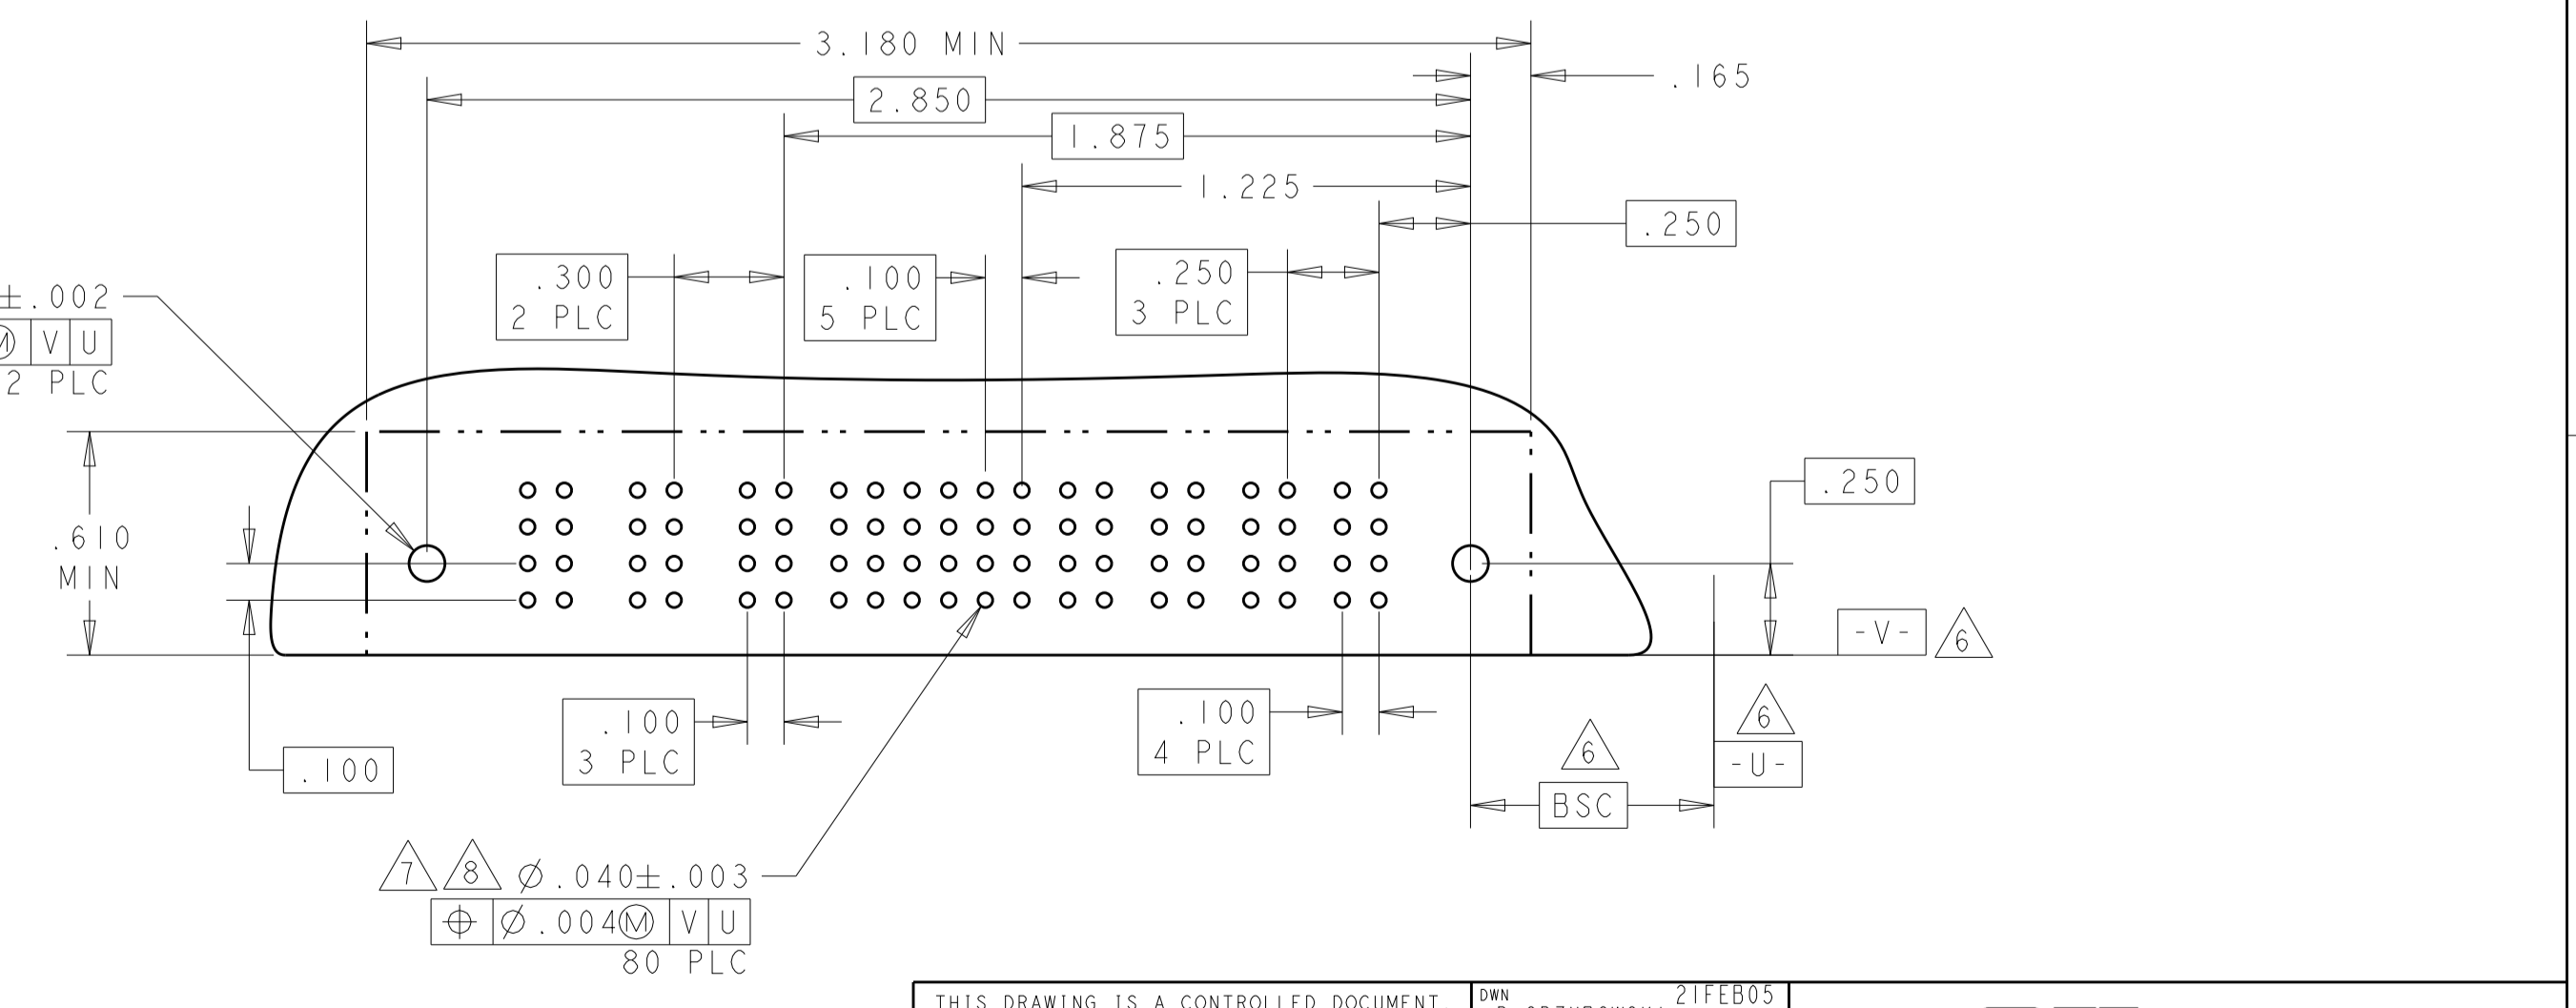 3.180 MIN
.165
2.850
1.875
1.225
.250
.300
2 PLC
.100
5 PLC
.250
3 PLC
±.002
Ⓜ V U
2 PLC
.250
.610
MIN
-V- 6
.100
3 PLC
.100
4 PLC
6
6
-U-
.100
BSC
7 8 Ø.040±.003
⌖ Ø.004Ⓜ V U
80 PLC
THIS DRAWING IS A CONTROLLED DOCUMENT.
DWN
21FEB05